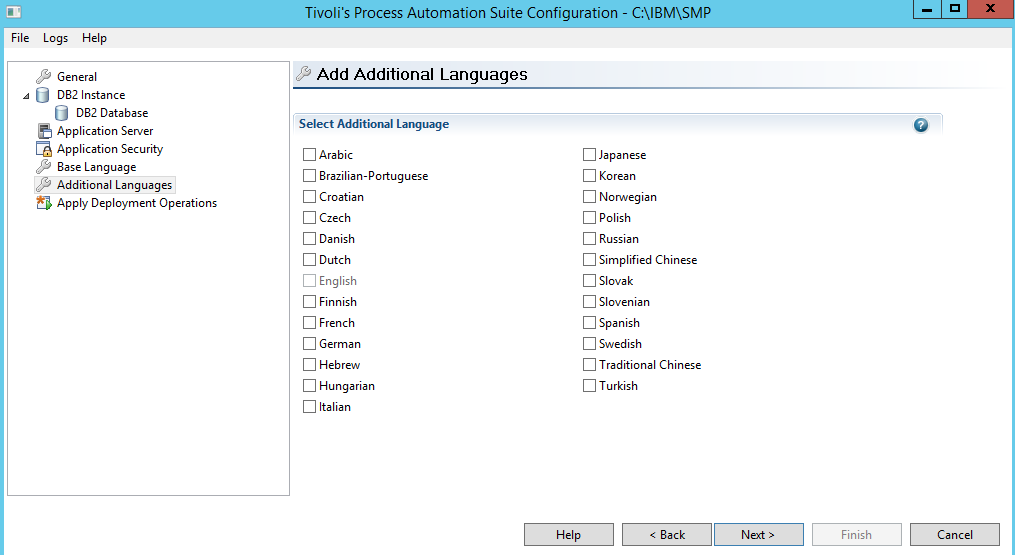 Tivoli's Process Automation Suite Configuration - C:\IBM\SMP
File Logs Help
General
DB2 Instance
DB2 Database
Application Server
Application Security
Base Language
Additional Languages
Apply Deployment Operations
Add Additional Languages
Select Additional Language
Arabic
Brazilian-Portuguese
Croatian
Czech
Danish
Dutch
English
Finnish
French
German
Hebrew
Hungarian
Italian
Japanese
Korean
Norwegian
Polish
Russian
Simplified Chinese
Slovak
Slovenian
Spanish
Swedish
Traditional Chinese
Turkish
Help < Back Next > Finish Cancel